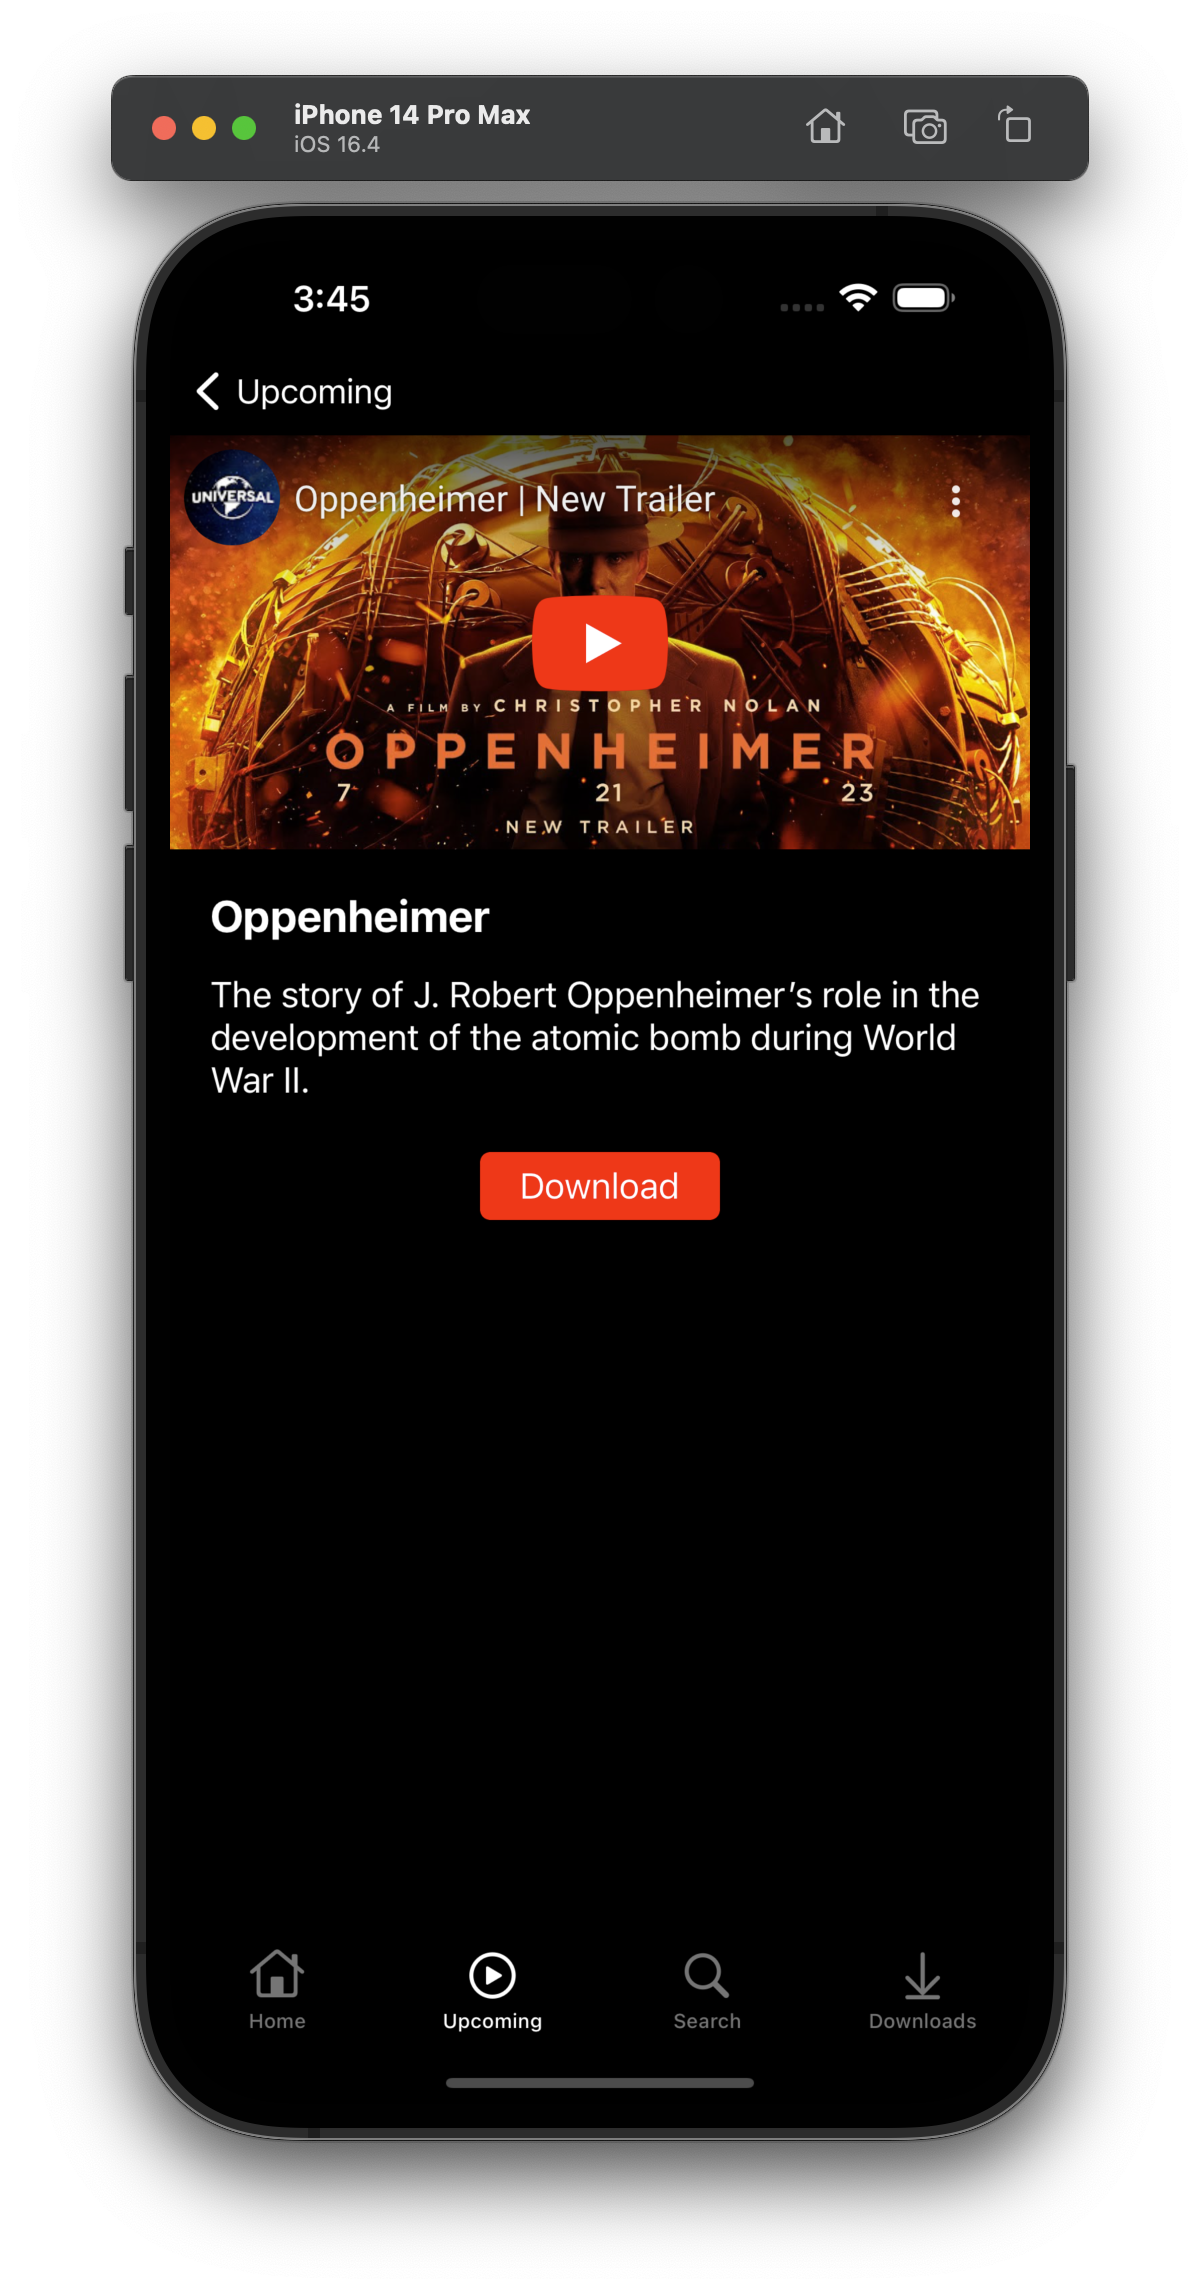 iPhone 14 Pro Max
iOS 16.4
3:45
Upcoming
UNIVERSAL
Oppenheimer | New Trailer
A FILM BY CHRISTOPHER NOLAN
OPPENHEIMER
7 21 23
NEW TRAILER
Oppenheimer
The story of J. Robert Oppenheimer’s role in the
development of the atomic bomb during World
War II.
Download
Home Upcoming Search Downloads